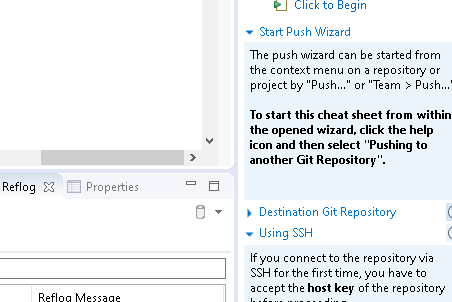 Click to Begin
Start Push Wizard
The push wizard can be started from
the context menu on a repository or
project by "Push..." or "Team > Push..."
To start this cheat sheet from within
the opened wizard, click the help
icon and then select "Pushing to
another Git Repository".
Reflog
Properties
Destination Git Repository
Using SSH
If you connect to the repository via
SSH for the first time, you have to
accept the host key of the repository
Reflog Message